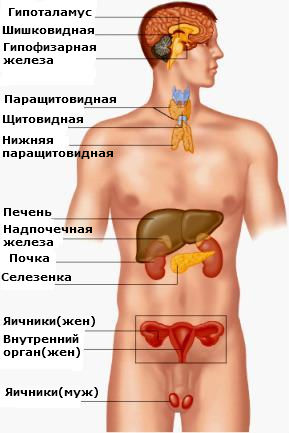 Гипоталамус
Шишковидная
Гипофизарная
железа
Паращитовидная
Щитовидная
Нижняя
паращитовидная
Печень
Надпочечная
железа
Почка
Селезенка
Яичники(жен)
Внутренний
орган(жен)
Яичники(муж)